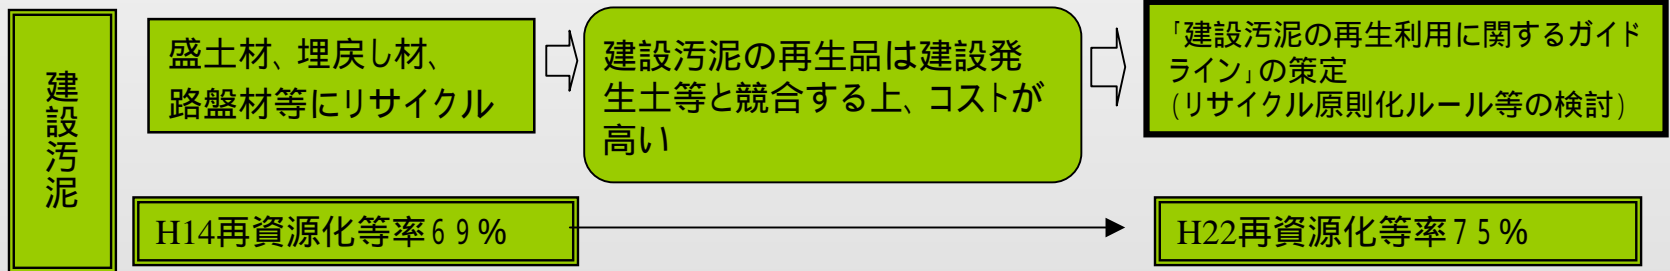 建設汚泥
盛土材、埋戻し材、
路盤材等にリサイクル
建設汚泥の再生品は建設発
生土等と競合する上、コストが
高い
「建設汚泥の再生利用に関するガイド
ライン」の策定
(リサイクル原則化ルール等の検討)
H14再資源化等率69%
H22再資源化等率75%